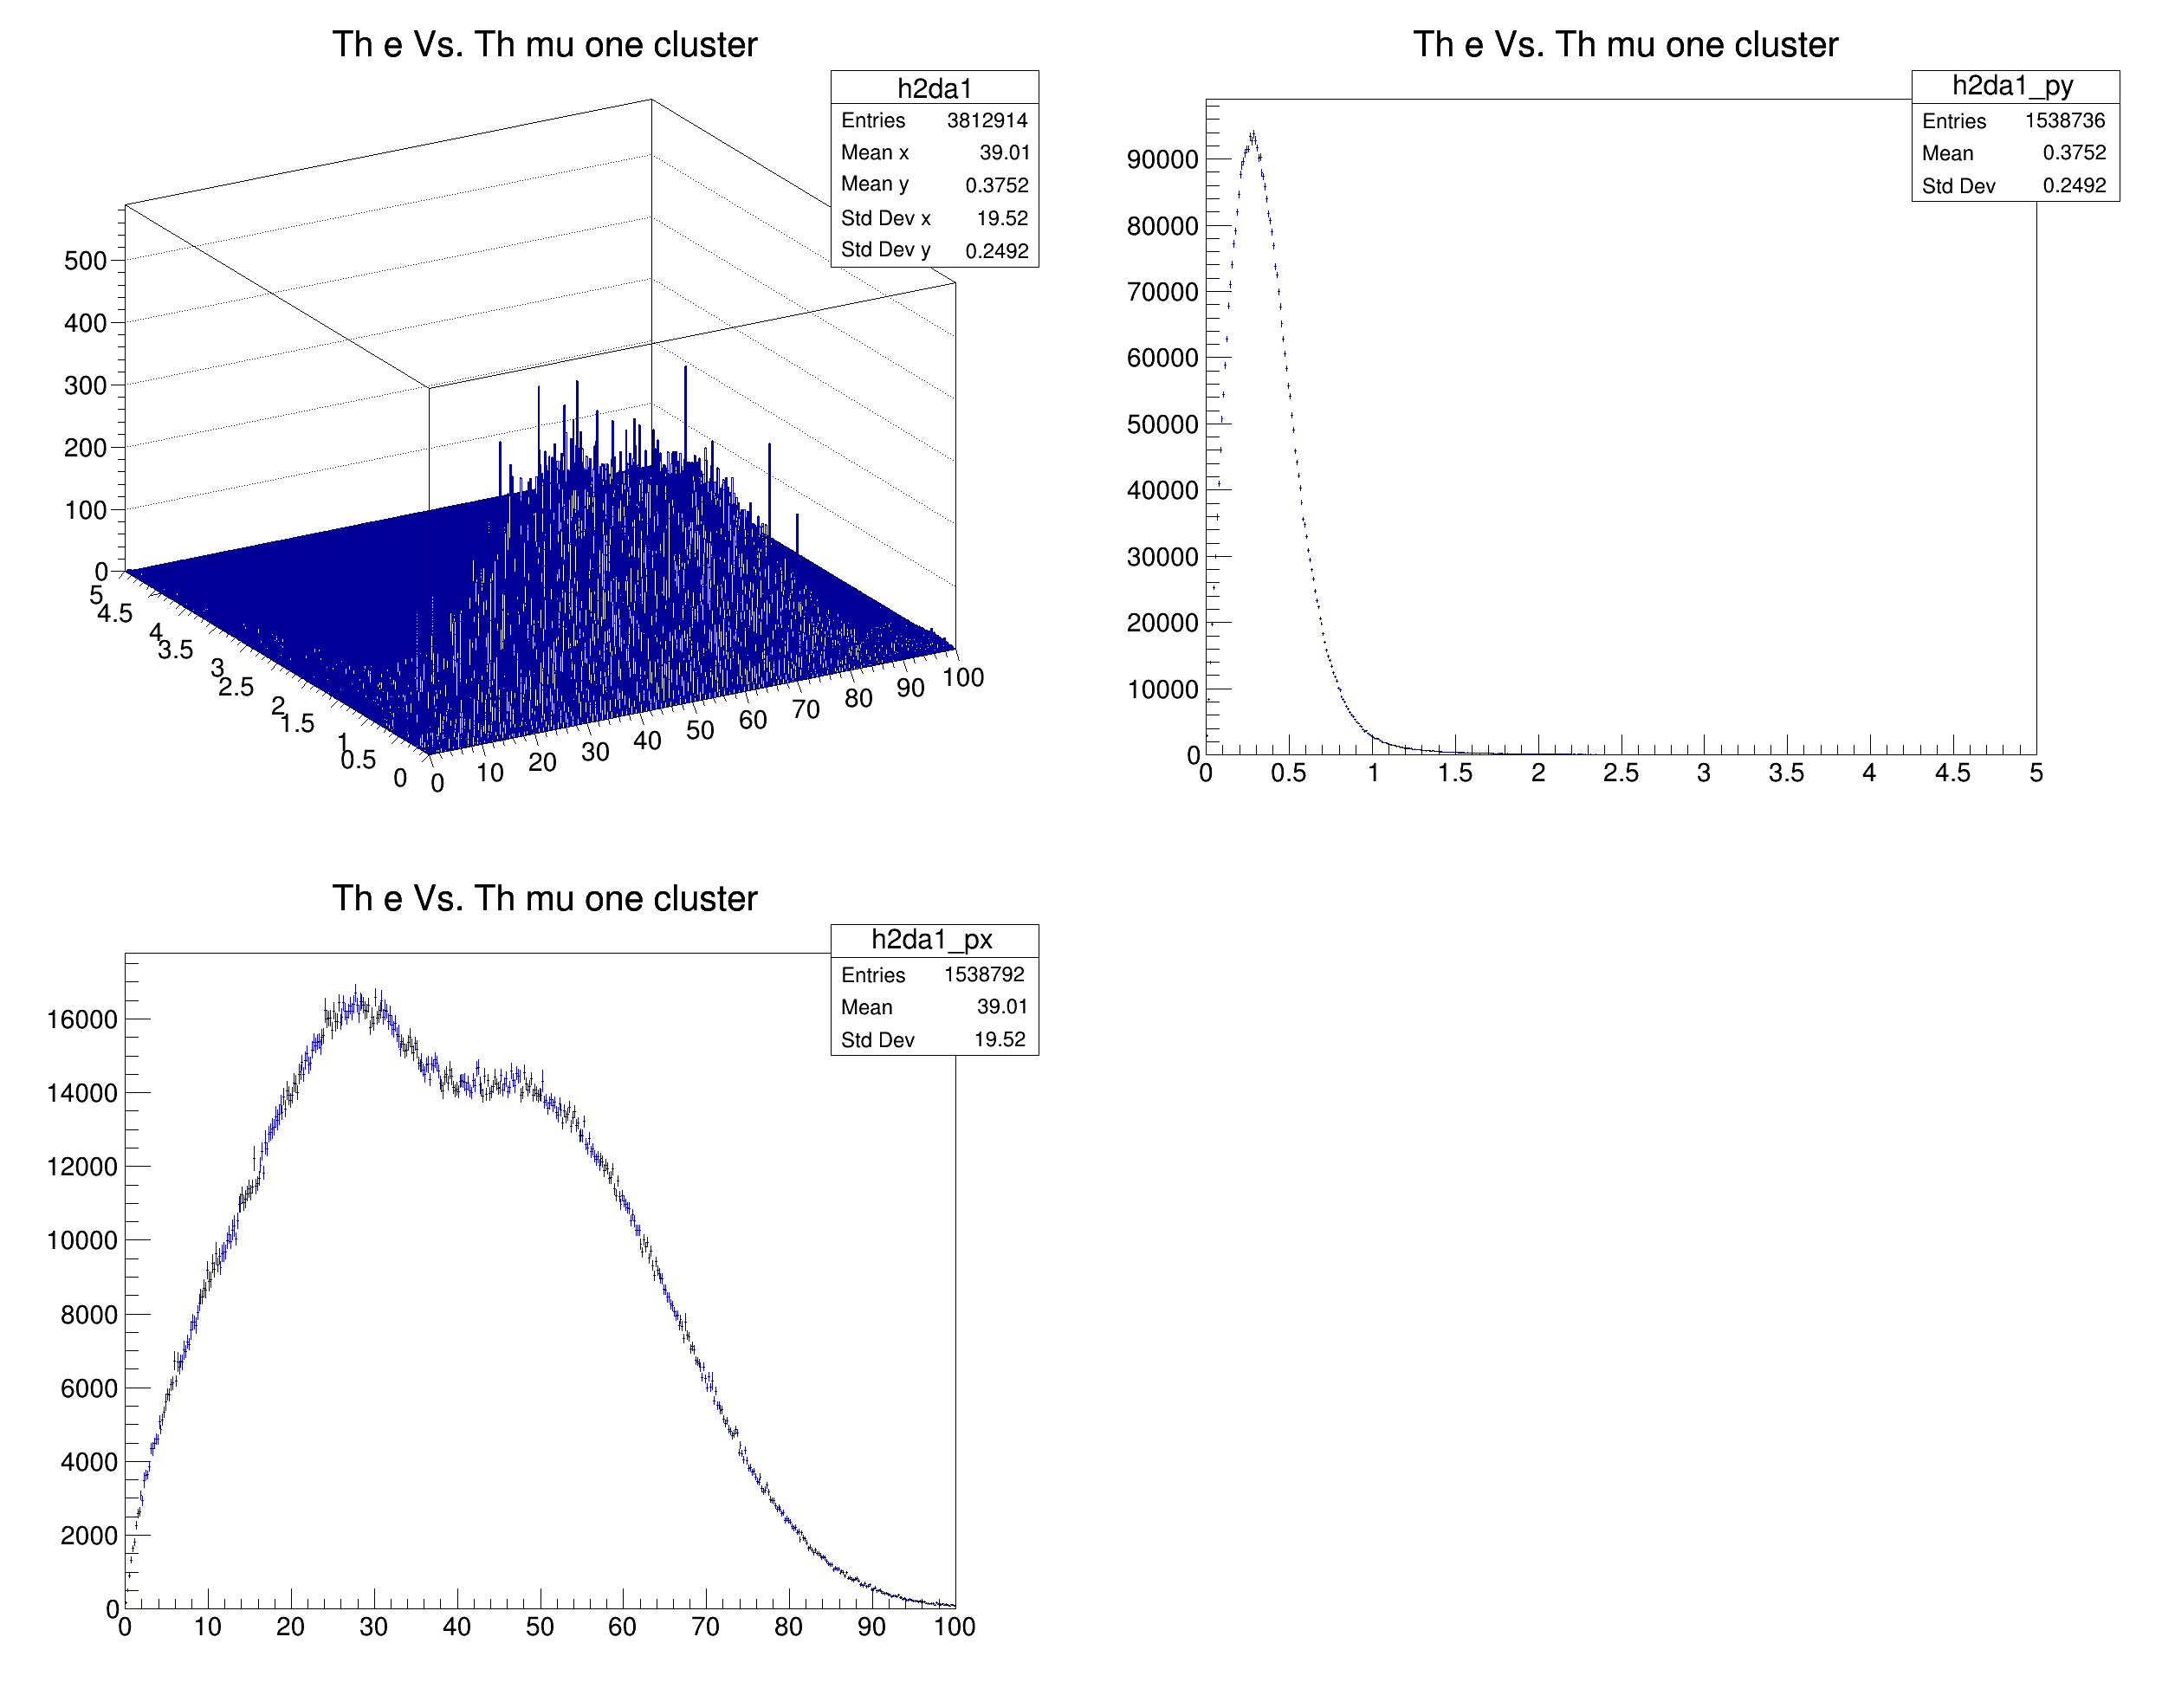 Th e Vs. Th mu one cluster
h2da1
Entries 3812914
Mean x 39.01
Mean y 0.3752
Std Dev x 19.52
Std Dev y 0.2492
500
400
300
200
100
0
5
4.5
4
3.5
3
2.5
2
1.5
1
0.5
0
0 10 20 30 40 50 60 70 80 90 100
Th e Vs. Th mu one cluster
h2da1_py
Entries 1538736
Mean 0.3752
Std Dev 0.2492
90000
80000
70000
60000
50000
40000
30000
20000
10000
0
0 0.5 1 1.5 2 2.5 3 3.5 4 4.5 5
Th e Vs. Th mu one cluster
h2da1_px
Entries 1538792
Mean 39.01
Std Dev 19.52
16000
14000
12000
10000
8000
6000
4000
2000
0
0 10 20 30 40 50 60 70 80 90 100